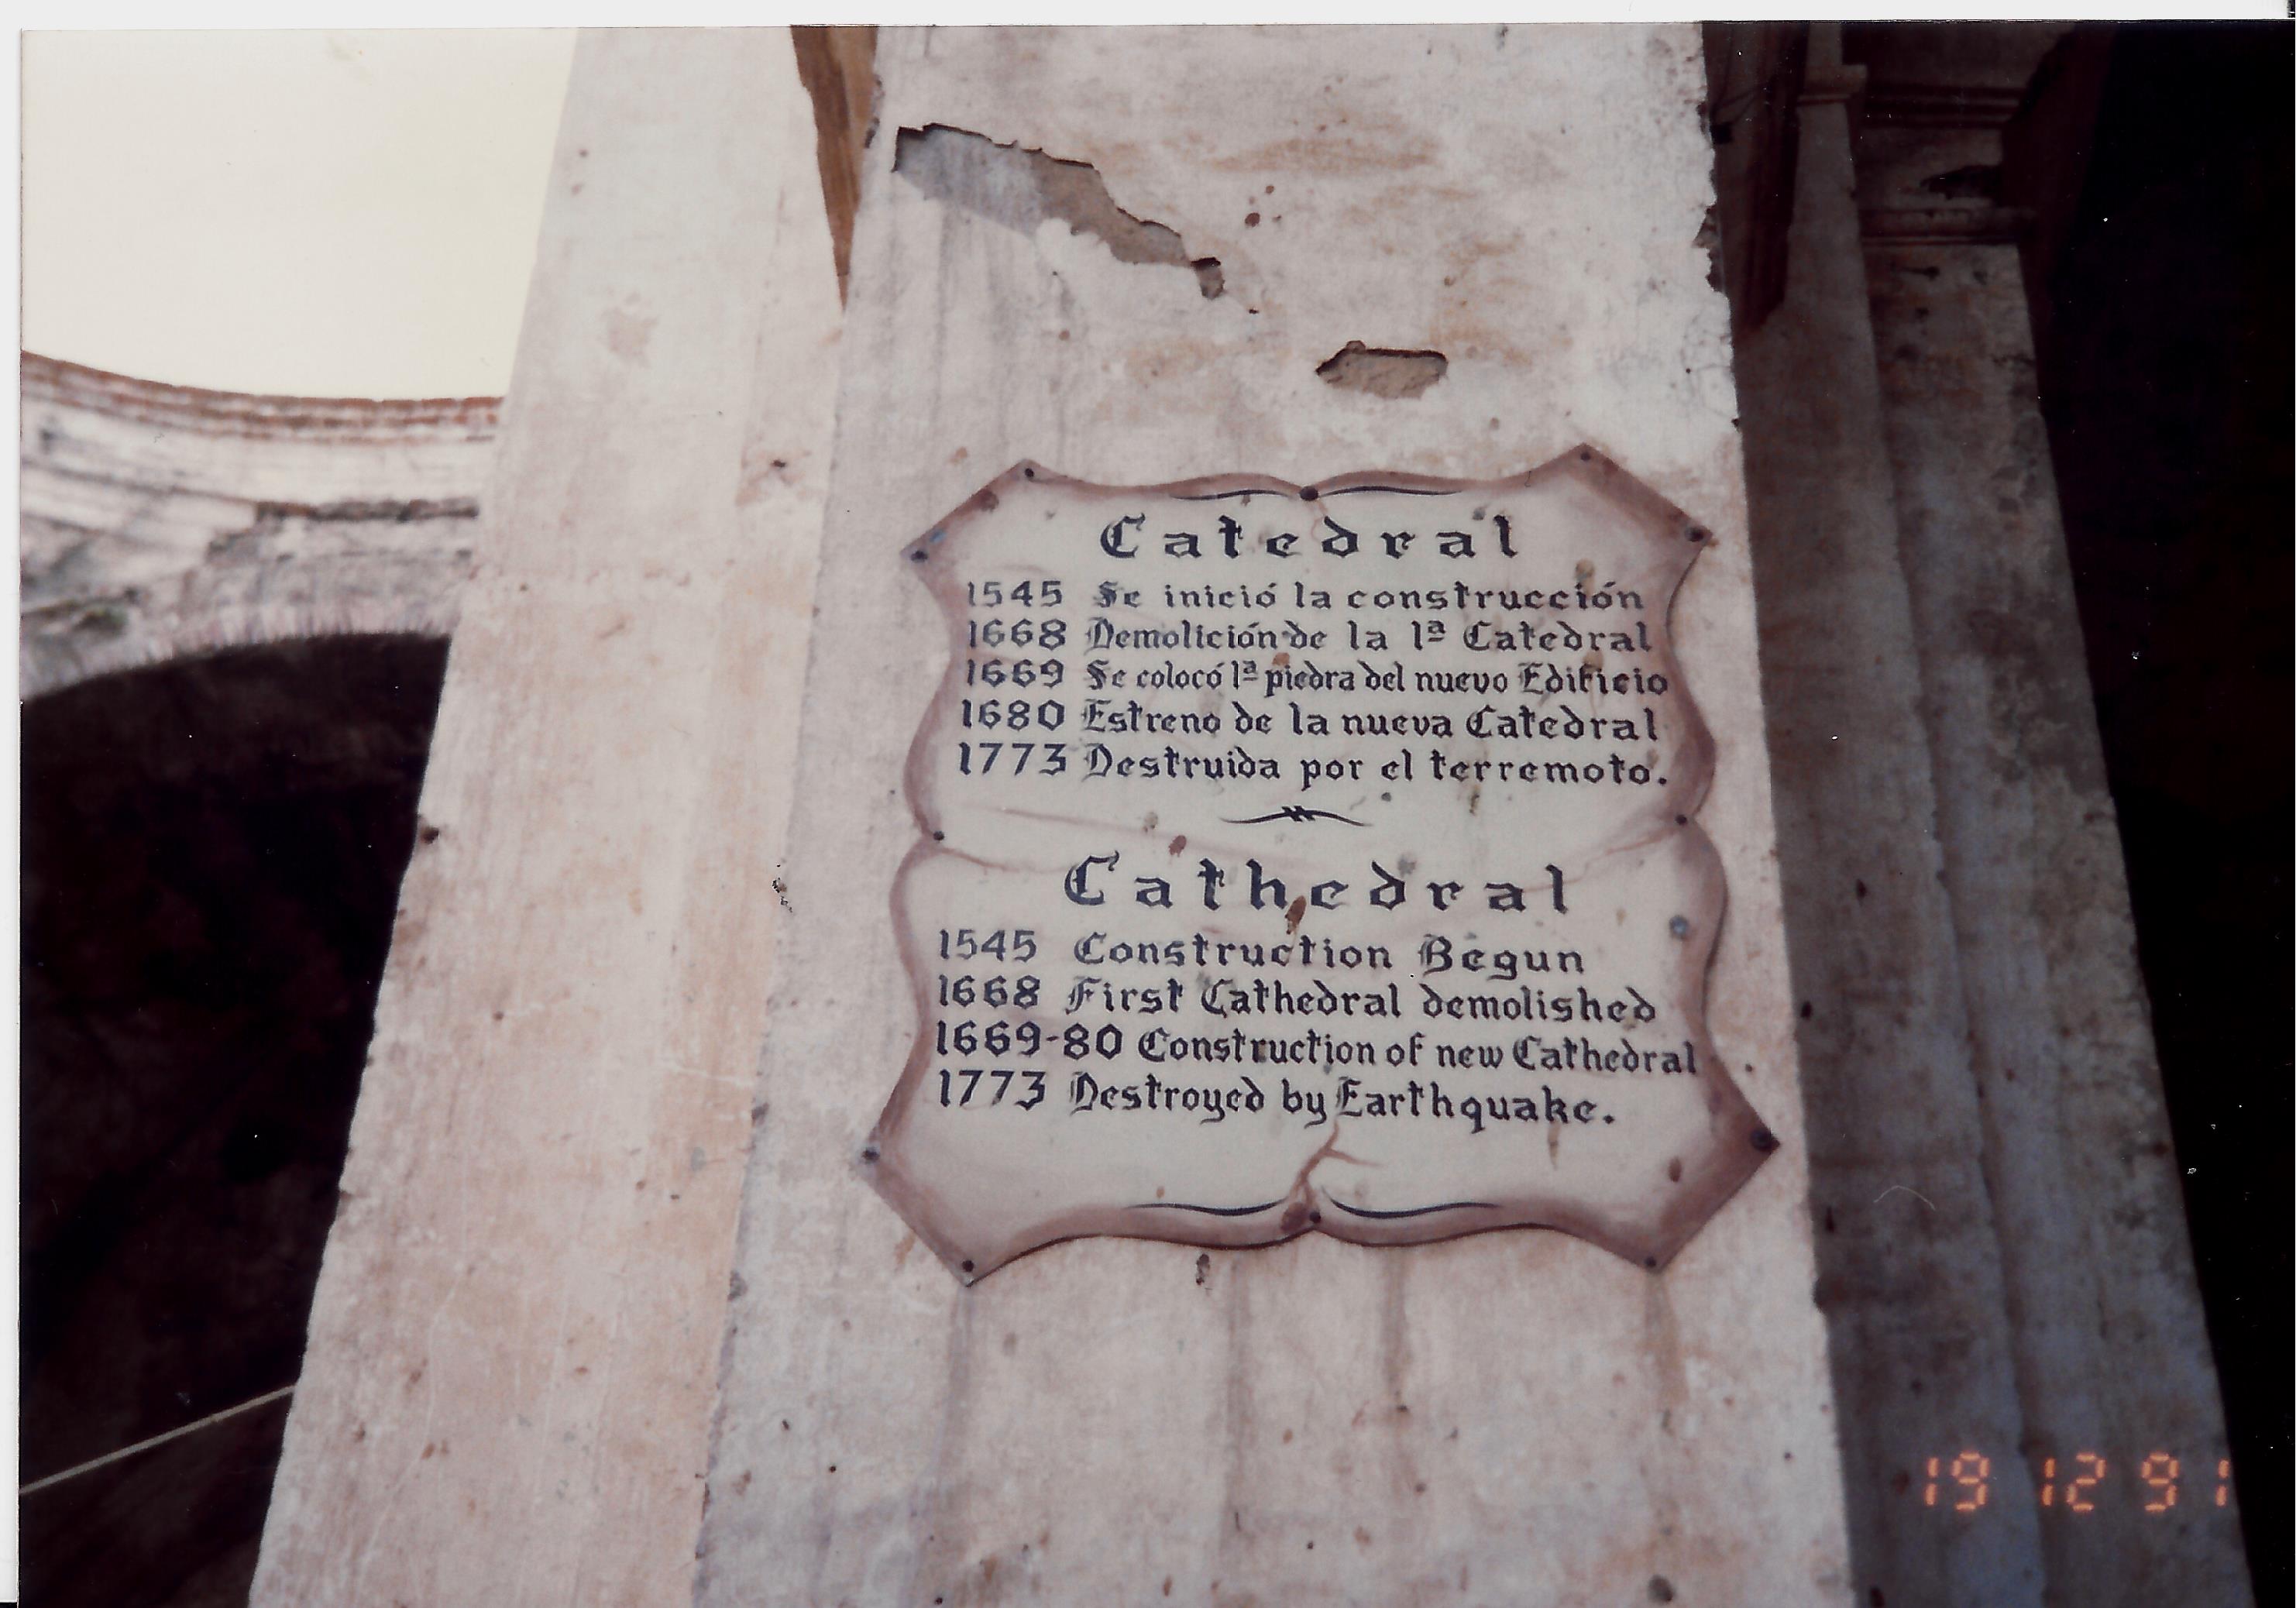 Catedral
1545 Se inició la construcción
1668 Demolición de la 1ª Catedral
1669 Se colocó 1ª piedra del nuevo Edificio
1680 Estreno de la nueva Catedral
1773 Destruida por el terremoto.
Cathedral
1545 Construction Begun
1668 First Cathedral demolished
1669-80 Construction of new Cathedral
1773 Destroyed by Earthquake.
19 12 91